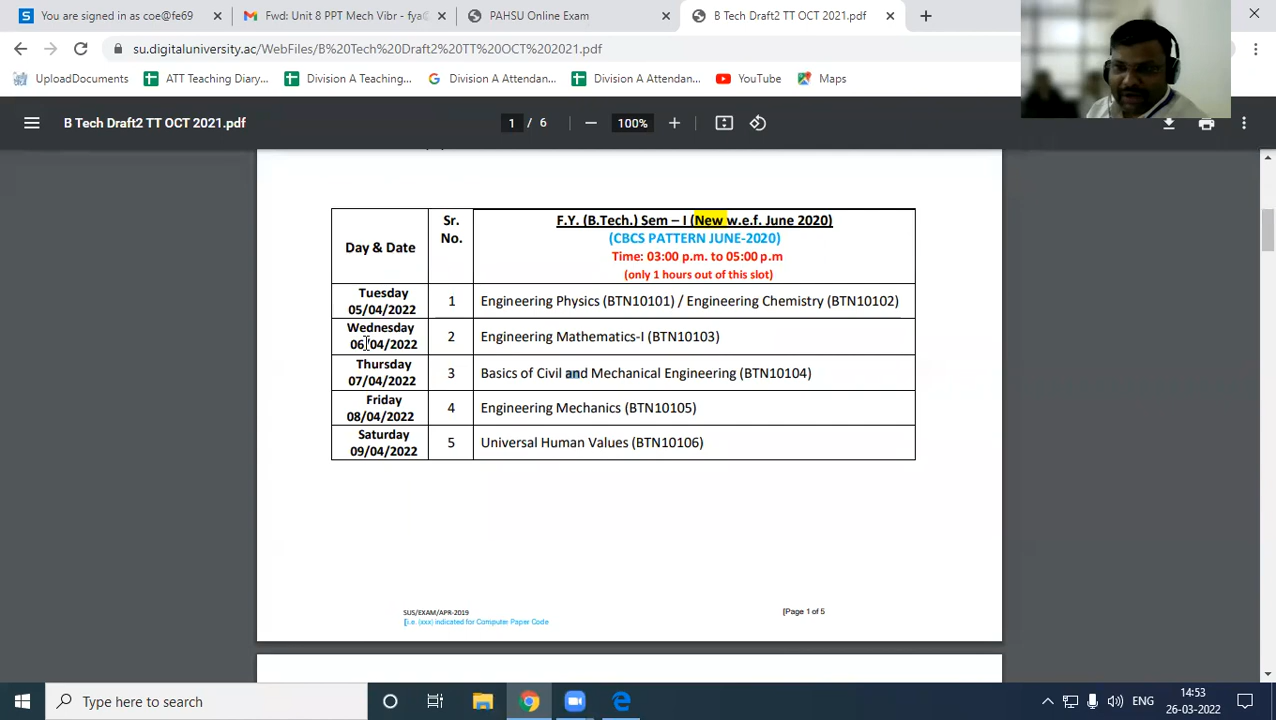 You are signed in as coe@fe69
Fwd: Unit 8 PPT Mech Vibr - fya@
PAHSU Online Exam
B Tech Draft2 TT OCT 2021.pdf
su.digitaluniversity.ac/WebFiles/B%20Tech%20Draft2%20TT%20OCT%202021.pdf
UploadDocuments
ATT Teaching Diary...
Division A Teaching...
Division A Attendan...
Division A Attendan...
YouTube
Maps
B Tech Draft2 TT OCT 2021.pdf
1 / 6
100%
Day & Date
Sr. No.
F.Y. (B.Tech.) Sem – I (New w.e.f. June 2020)
(CBCS PATTERN JUNE-2020)
Time: 03:00 p.m. to 05:00 p.m
(only 1 hours out of this slot)
Tuesday 05/04/2022
1
Engineering Physics (BTN10101) / Engineering Chemistry (BTN10102)
Wednesday 06/04/2022
2
Engineering Mathematics-I (BTN10103)
Thursday 07/04/2022
3
Basics of Civil and Mechanical Engineering (BTN10104)
Friday 08/04/2022
4
Engineering Mechanics (BTN10105)
Saturday 09/04/2022
5
Universal Human Values (BTN10106)
SUS/EXAM/APR-2019
[i.e. (xxx) indicated for Computer Paper Code
[Page 1 of 5
Type here to search
ENG
14:53
26-03-2022